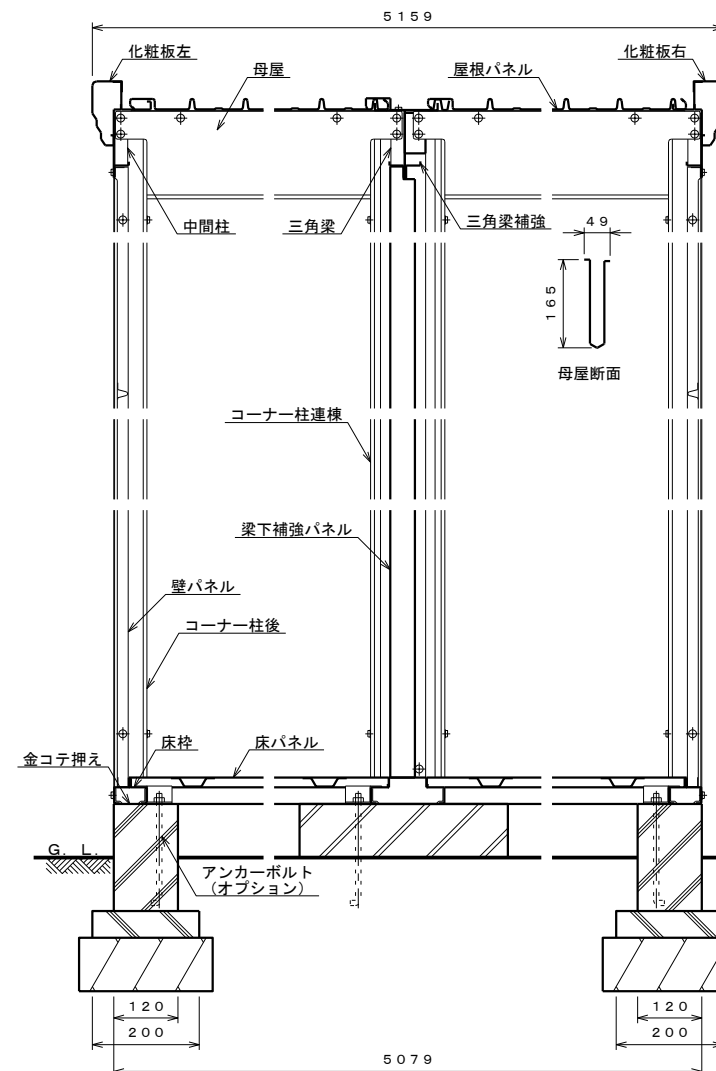 5159
化粧板左
母屋
屋根パネル
化粧板右
中間柱
三角梁
三角梁補強
49
165
母屋断面
コーナー柱連棟
梁下補強パネル
壁パネル
コーナー柱後
金コテ押え
床枠
床パネル
G. L.
アンカーボルト
(オプション)
120
200
120
200
5079